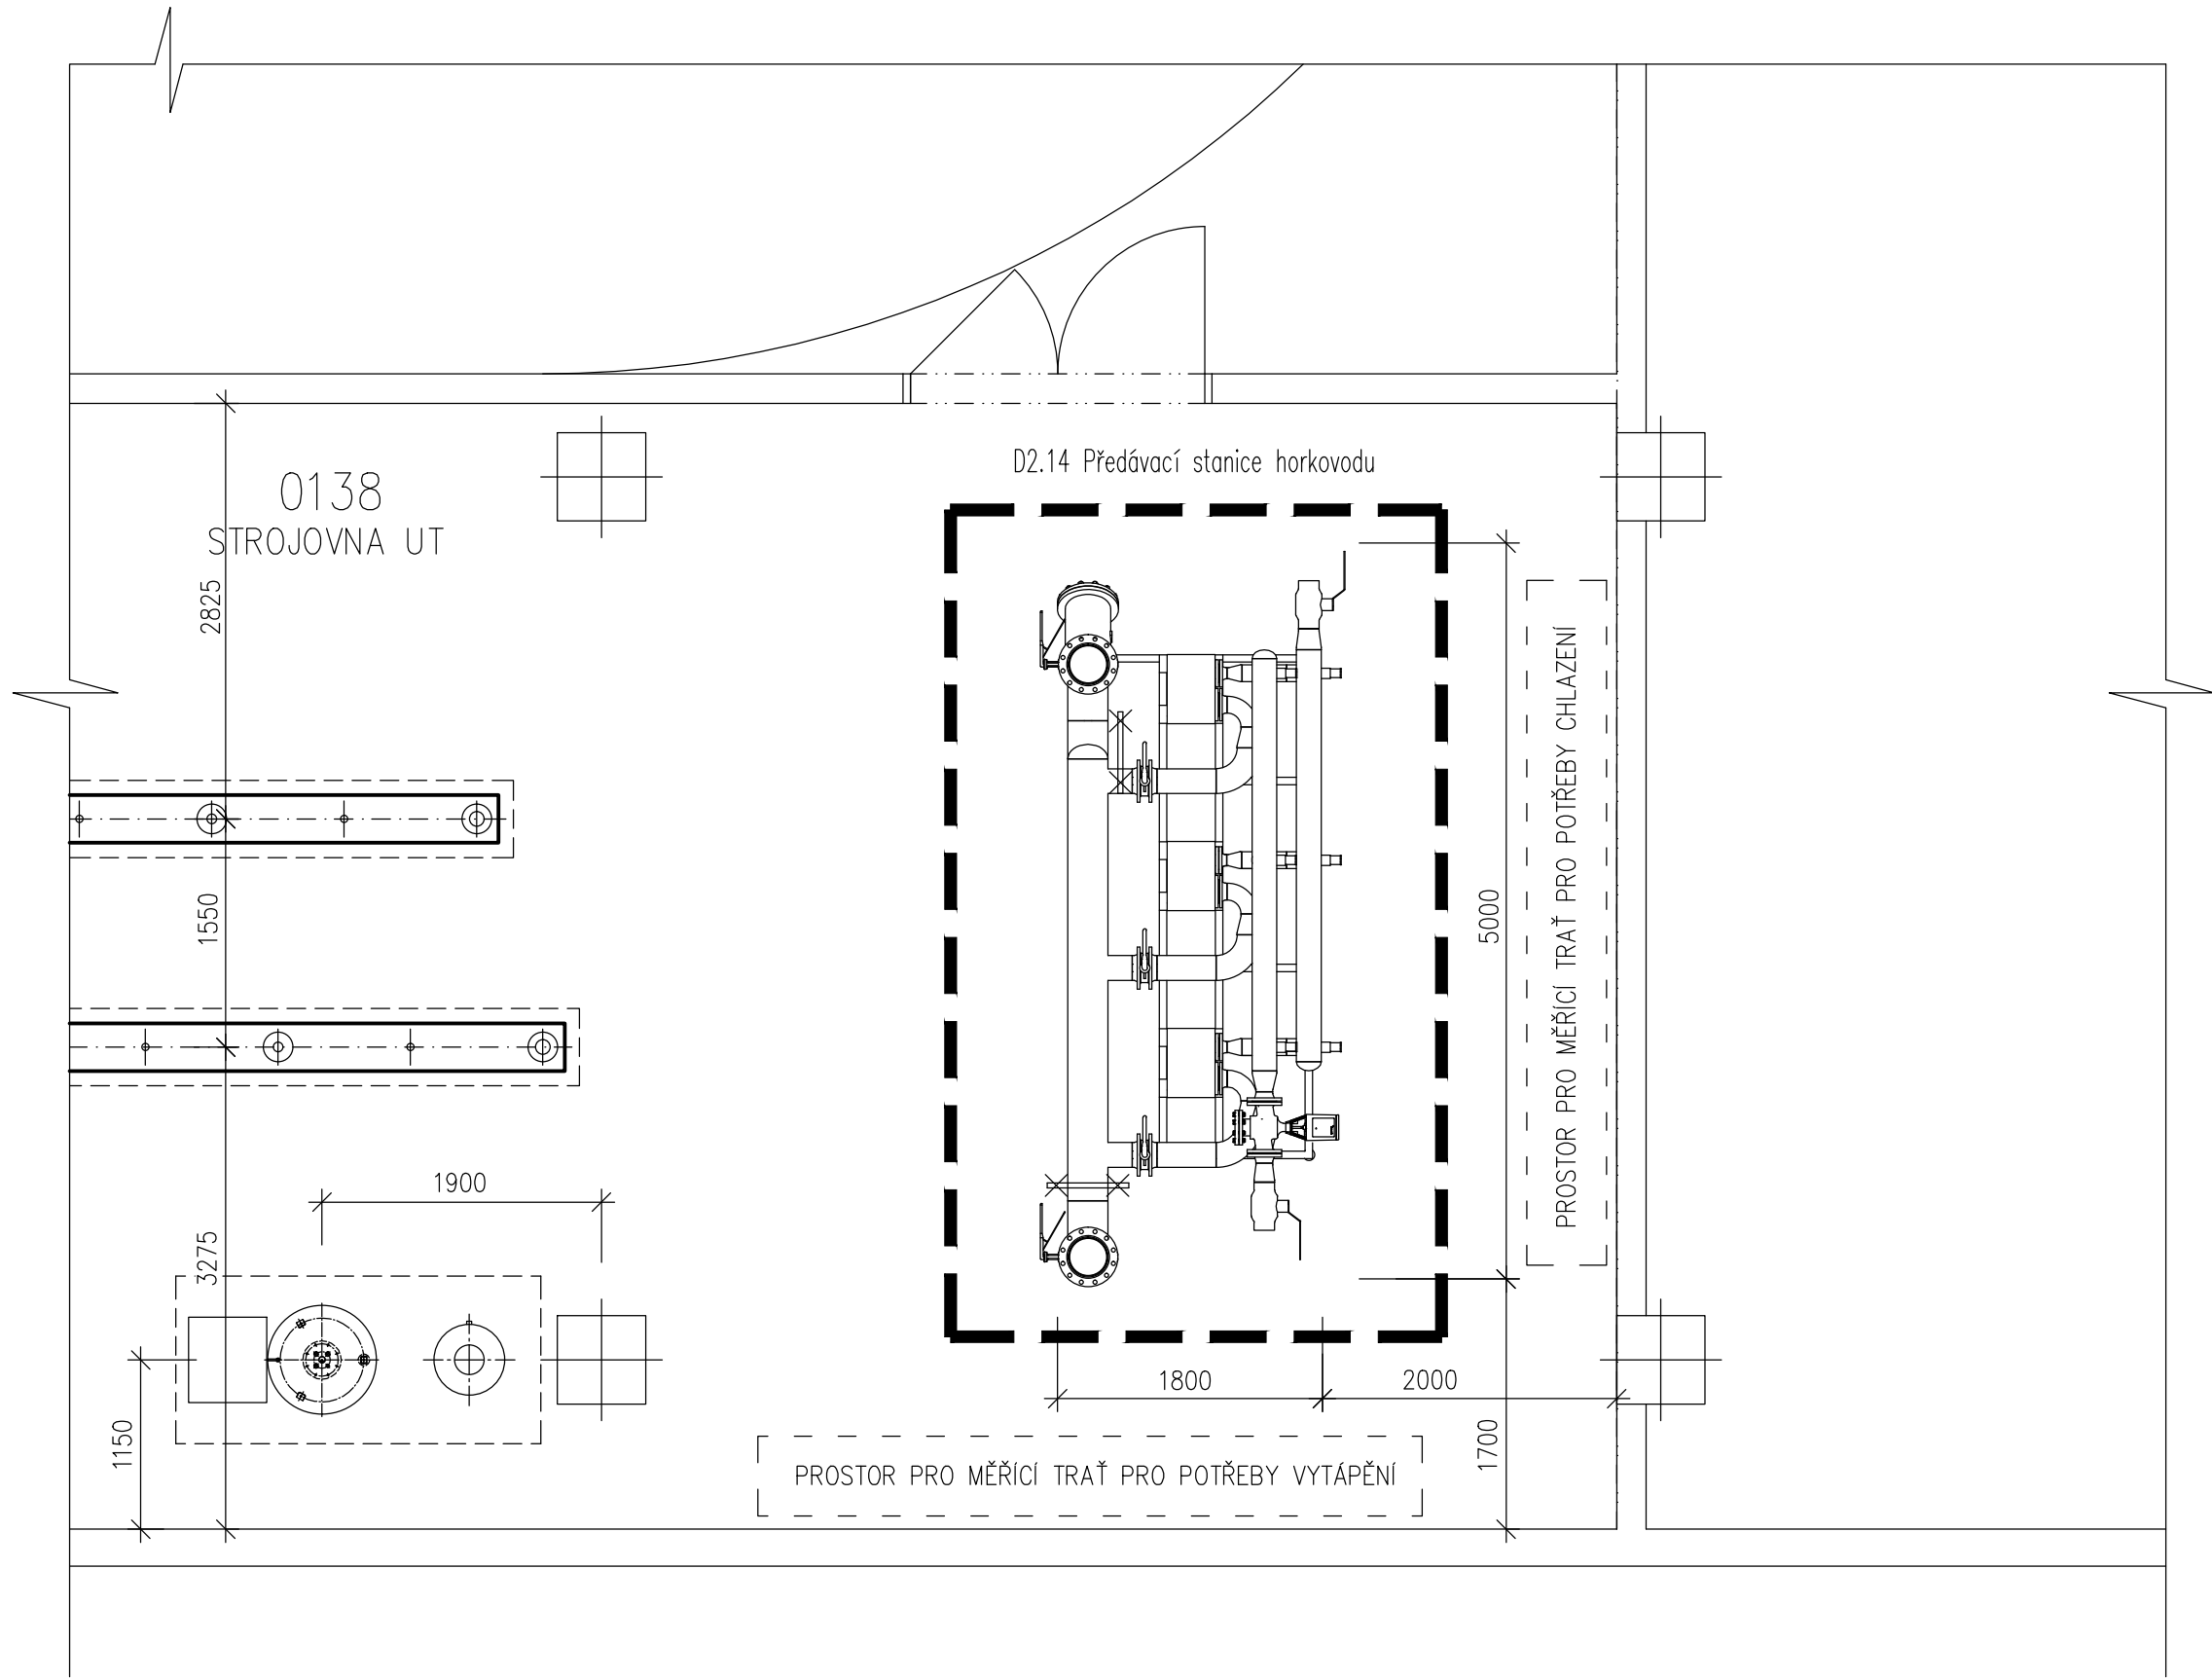 D2.14 Předávací stanice horkovodu
0138
STROJOVNA UT
2825
1550
5000
PROSTOR PRO MĚŘÍCÍ TRAŤ PRO POTŘEBY CHLAZENÍ
1900
3275
1800
2000
1150
1700
PROSTOR PRO MĚŘÍCÍ TRAŤ PRO POTŘEBY VYTÁPĚNÍ